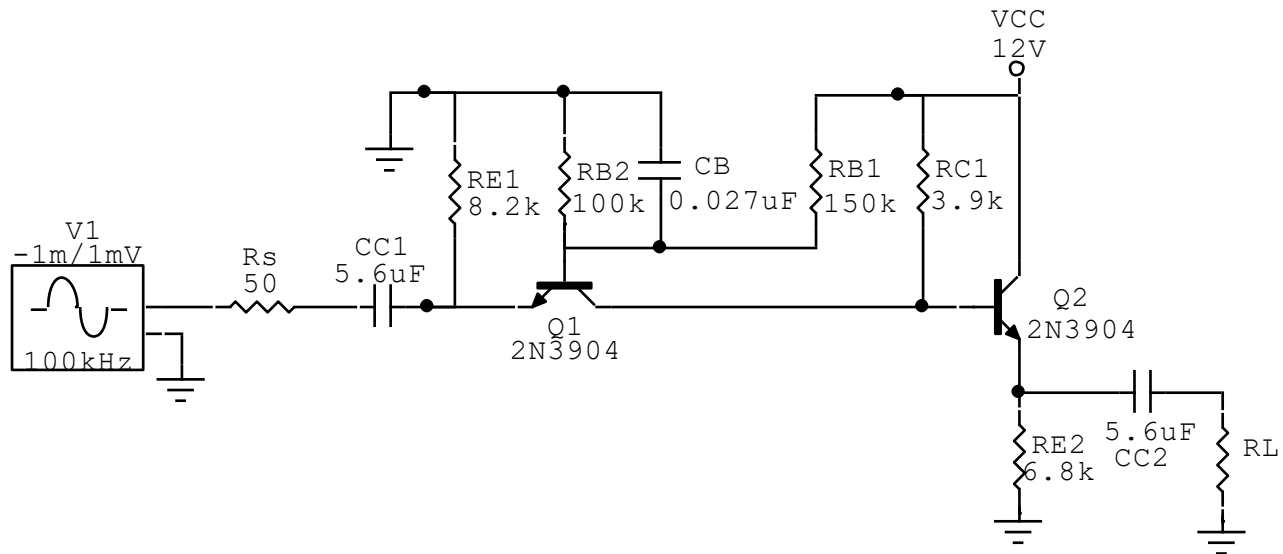 VCC
12V
RE1
8.2k
RB2
100k
CB
0.027uF
RB1
150k
RC1
3.9k
V1
-1m/1mV
100kHz
Rs
50
CC1
5.6uF
Q1
2N3904
Q2
2N3904
RE2
6.8k
5.6uF
CC2
RL